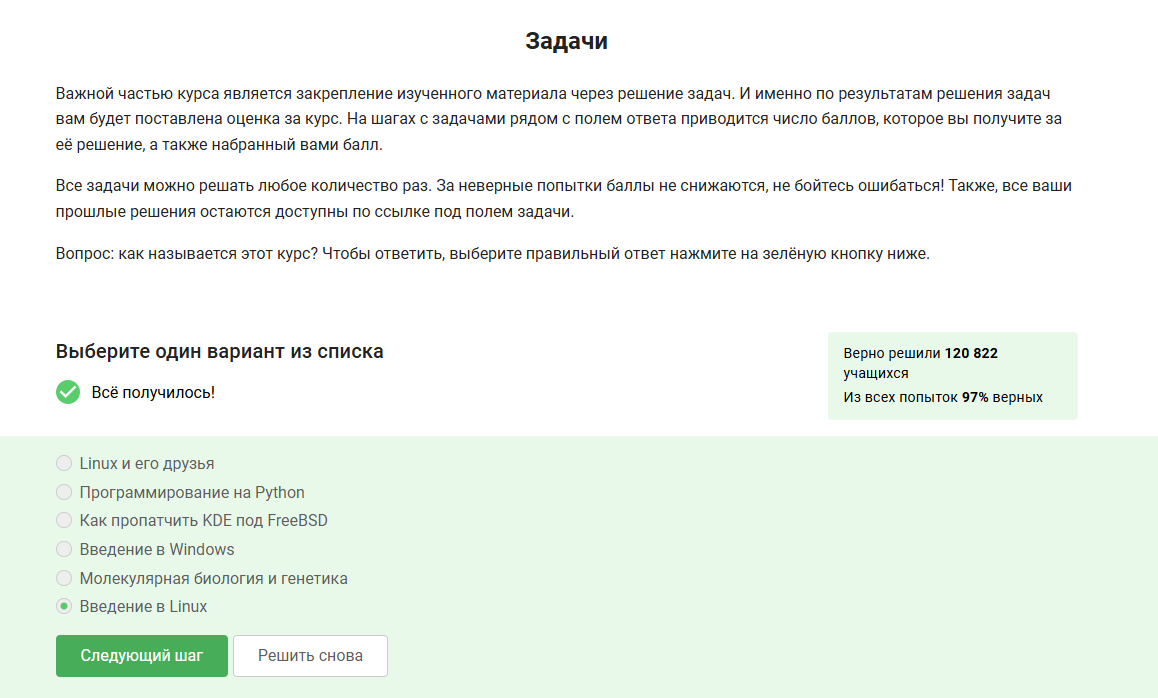 Задачи
Важной частью курса является закрепление изученного материала через решение задач. И именно по результатам решения задач
вам будет поставлена оценка за курс. На шагах с задачами рядом с полем ответа приводится число баллов, которое вы получите за
её решение, а также набранный вами балл.
Все задачи можно решать любое количество раз. За неверные попытки баллы не снижаются, не бойтесь ошибаться! Также, все ваши
прошлые решения остаются доступны по ссылке под полем задачи.
Вопрос: как называется этот курс? Чтобы ответить, выберите правильный ответ нажмите на зелёную кнопку ниже.
Выберите один вариант из списка
Всё получилось!
Верно решили 120 822
учащихся
Из всех попыток 97% верных
Linux и его друзья
Программирование на Python
Как пропатчить KDE под FreeBSD
Введение в Windows
Молекулярная биология и генетика
Введение в Linux
Следующий шаг
Решить снова